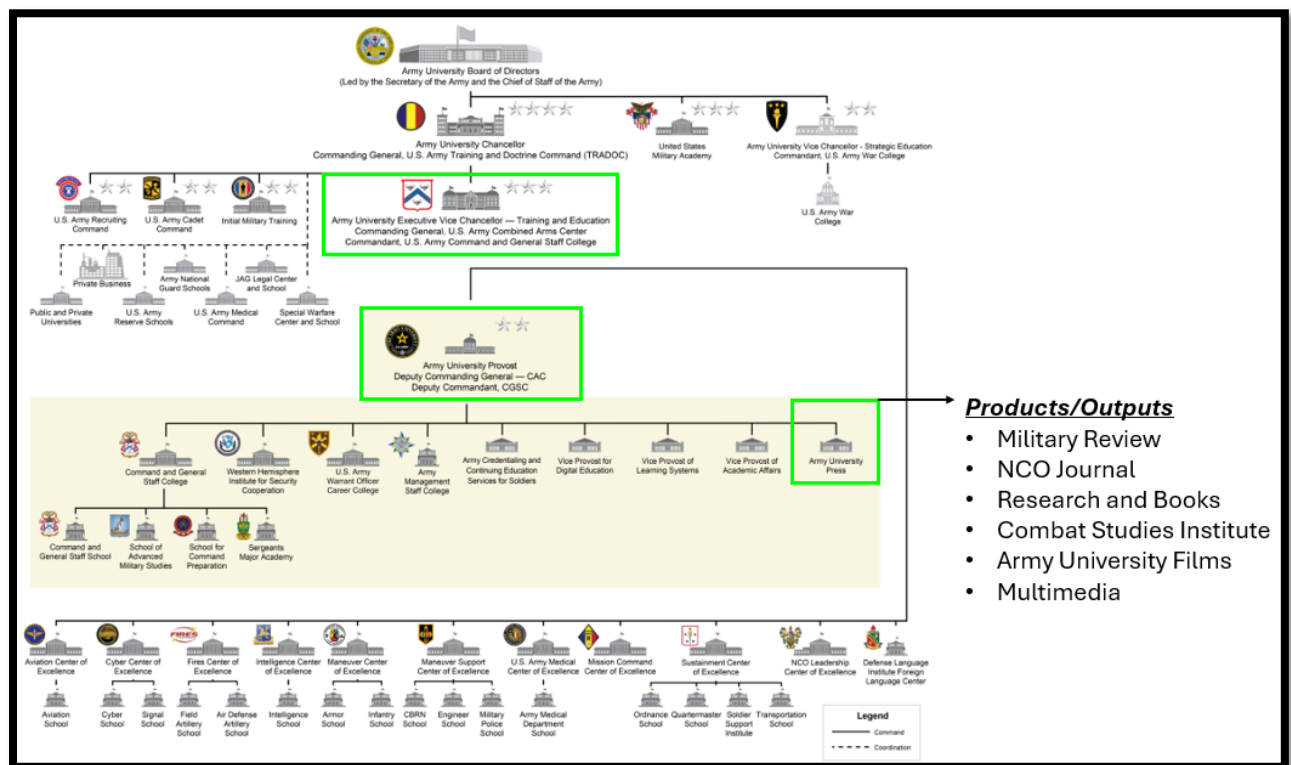 Army University Board of Directors
(Led by the Secretary of the Army and the Chief of Staff of the Army)
Army University Chancellor
Commanding General, U.S. Army Training and Doctrine Command (TRADOC)
United States
Military Academy
Army University Vice Chancellor - Strategic Education
Commandant, U.S. Army War College
U.S. Army War
College
U.S. Army Recruiting
Command
U.S. Army Cadet
Command
Initial Military Training
Army University Executive Vice Chancellor — Training and Education
Commanding General, U.S. Army Combined Arms Center
Commandant, U.S. Army Command and General Staff College
Private Business
Army National
Guard Schools
JAG Legal Center
and School
Public and Private
Universities
U.S. Army
Reserve Schools
U.S. Army Medical
Command
Special Warfare
Center and School
Army University Provost
Deputy Commanding General — CAC
Deputy Commandant, CGSC
Command and General
Staff College
Western Hemisphere
Institute for Security
Cooperation
U.S. Army
Warrant Officer
Career College
Army
Management
Staff College
Army Credentialing and
Continuing Education
Services for Soldiers
Vice Provost for
Digital Education
Vice Provost of
Learning Systems
Vice Provost of
Academic Affairs
Army University
Press
Command and
General Staff School
School of
Advanced
Military Studies
School for
Command
Preparation
Sergeants
Major Academy
Products/Outputs
• Military Review
• NCO Journal
• Research and Books
• Combat Studies Institute
• Army University Films
• Multimedia
FIRES
Aviation Center of
Excellence
Cyber Center of
Excellence
Fires Center of
Excellence
Intelligence Center
of Excellence
Maneuver Center
of Excellence
Maneuver Support
Center of Excellence
U.S. Army Medical
Center of Excellence
Mission Command
Center of Excellence
Sustainment Center
of Excellence
NCO Leadership
Center of Excellence
Defense Language
Institute Foreign
Language Center
Aviation
School
Cyber
School
Signal
School
Field
Artillery
School
Air Defense
Artillery
School
Intelligence
School
Armor
School
Infantry
School
CBRN
School
Engineer
School
Military
Police
School
Army Medical
Department
School
Ordnance
School
Quartermaster
School
Soldier
Support
Institute
Transportation
School
Legend
Command
Coordination